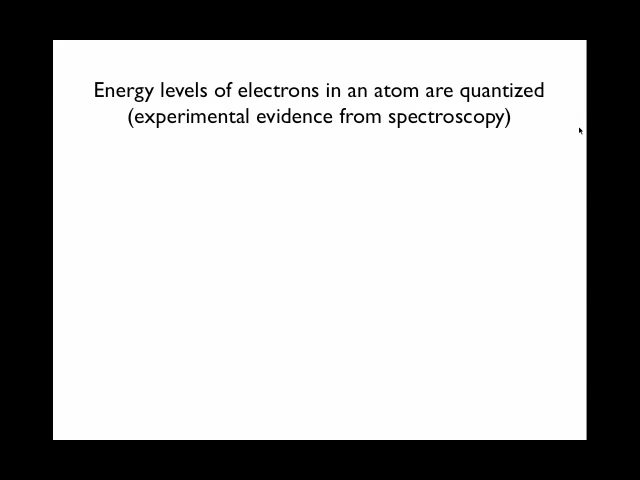 Energy levels of electrons in an atom are quantized
(experimental evidence from spectroscopy)